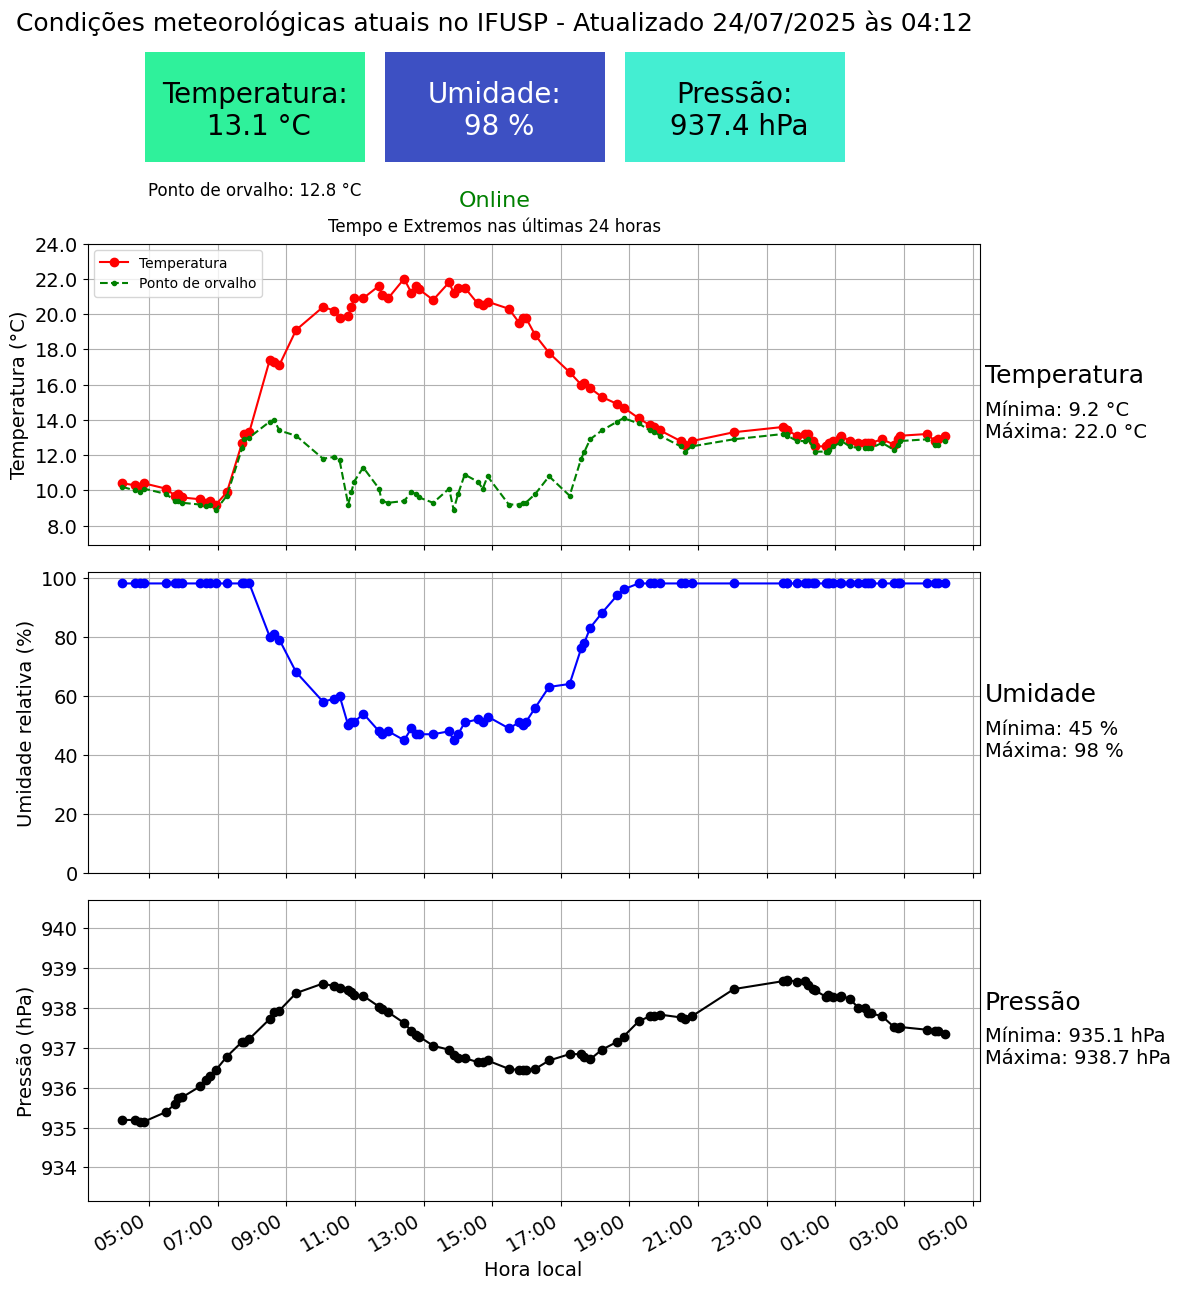 Condições meteorológicas atuais no IFUSP - Atualizado 24/07/2025 às 04:12
Temperatura:
13.1 °C
Umidade:
98 %
Pressão:
937.4 hPa
Ponto de orvalho: 12.8 °C
Online
Tempo e Extremos nas últimas 24 horas
Temperatura
Ponto de orvalho
Temperatura (°C)
24.0
22.0
20.0
18.0
16.0
14.0
12.0
10.0
8.0
Temperatura
Mínima: 9.2 °C
Máxima: 22.0 °C
Umidade relativa (%)
100
80
60
40
20
0
Umidade
Mínima: 45 %
Máxima: 98 %
Pressão (hPa)
940
939
938
937
936
935
934
Pressão
Mínima: 935.1 hPa
Máxima: 938.7 hPa
05:00 07:00 09:00 11:00 13:00 15:00 17:00 19:00 21:00 23:00 01:00 03:00 05:00
Hora local